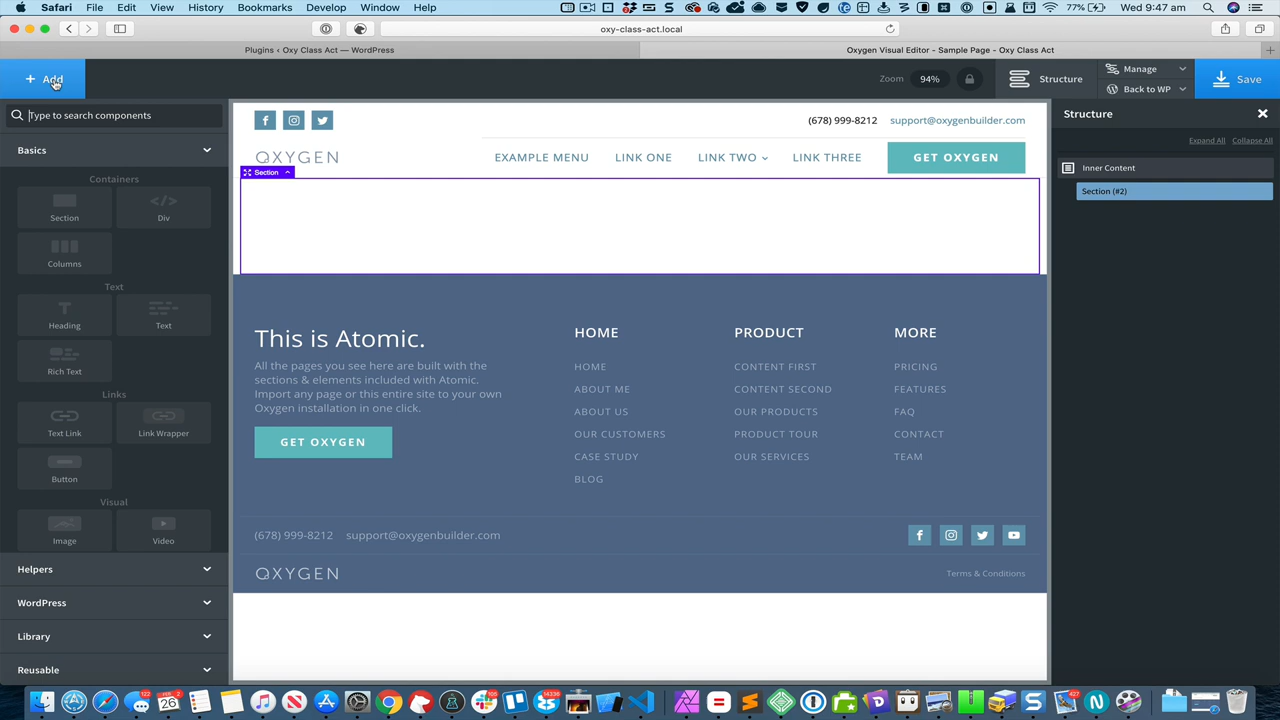 Safari File Edit View History Bookmarks Develop Window Help
77% Wed 9:47 am
oxy-class-act.local
Plugins ‹ Oxy Class Act — WordPress
Oxygen Visual Editor - Sample Page - Oxy Class Act
+ Add
Zoom 94%
Structure
Manage
Back to WP
Save
Type to search components
Basics
Containers
Section
Div
Columns
Text
Heading
Text
Rich Text
Links
Text Link
Link Wrapper
Button
Visual
Image
Video
Helpers
WordPress
Library
Reusable
(678) 999-8212 support@oxygenbuilder.com
OXYGEN
EXAMPLE MENU LINK ONE LINK TWO LINK THREE GET OXYGEN
Section
This is Atomic.
All the pages you see here are built with the
sections & elements included with Atomic.
Import any page or this entire site to your own
Oxygen installation in one click.
GET OXYGEN
HOME
HOME
ABOUT ME
ABOUT US
OUR CUSTOMERS
CASE STUDY
BLOG
PRODUCT
CONTENT FIRST
CONTENT SECOND
OUR PRODUCTS
PRODUCT TOUR
OUR SERVICES
MORE
PRICING
FEATURES
FAQ
CONTACT
TEAM
(678) 999-8212 support@oxygenbuilder.com
OXYGEN
Terms & Conditions
Structure
Expand All Collapse All
Inner Content
Section (#2)